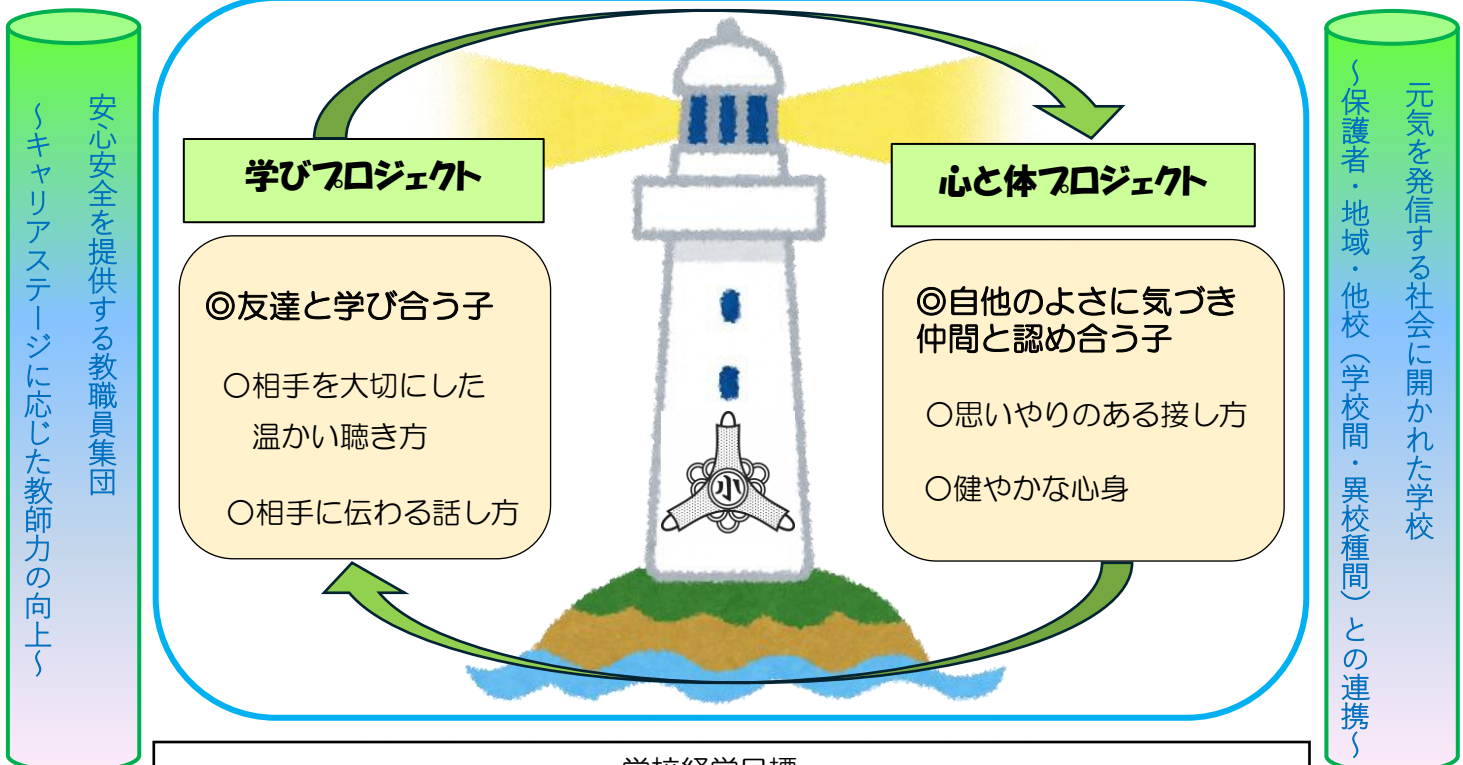 安心安全を提供する教職員集団
～キャリアステージに応じた教師力の向上～
学びプロジェクト
◎友達と学び合う子
○相手を大切にした
温かい聴き方
○相手に伝わる話し方
小
心と体プロジェクト
◎自他のよさに気づき
仲間と認め合う子
○思いやりのある接し方
○健やかな心身
元気を発信する社会に開かれた学校
～保護者・地域・他校（学校間・異校種間）との連携～
学校経営目標